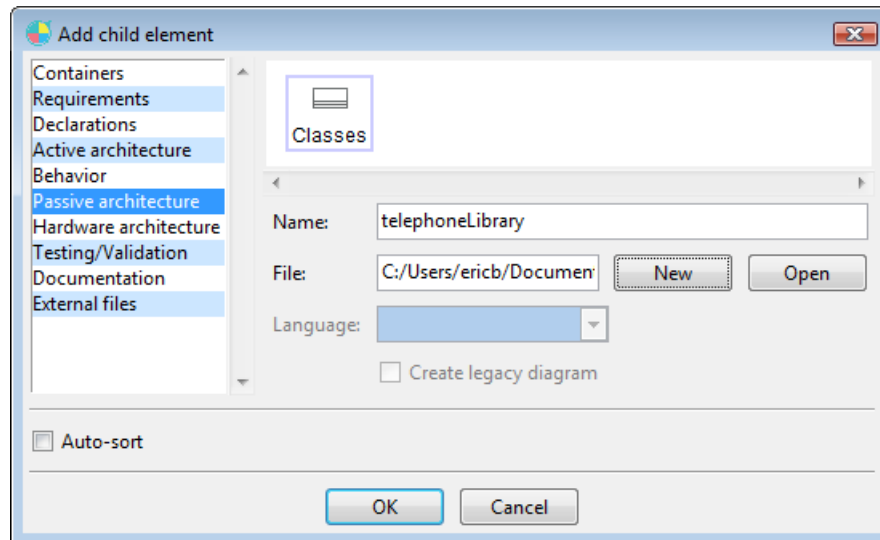 Add child element
Containers
Requirements
Declarations
Active architecture
Behavior
Passive architecture
Hardware architecture
Testing/Validation
Documentation
External files
Classes
Name: telephoneLibrary
File: C:/Users/ericb/Documen New Open
Language:
Create legacy diagram
Auto-sort
OK Cancel